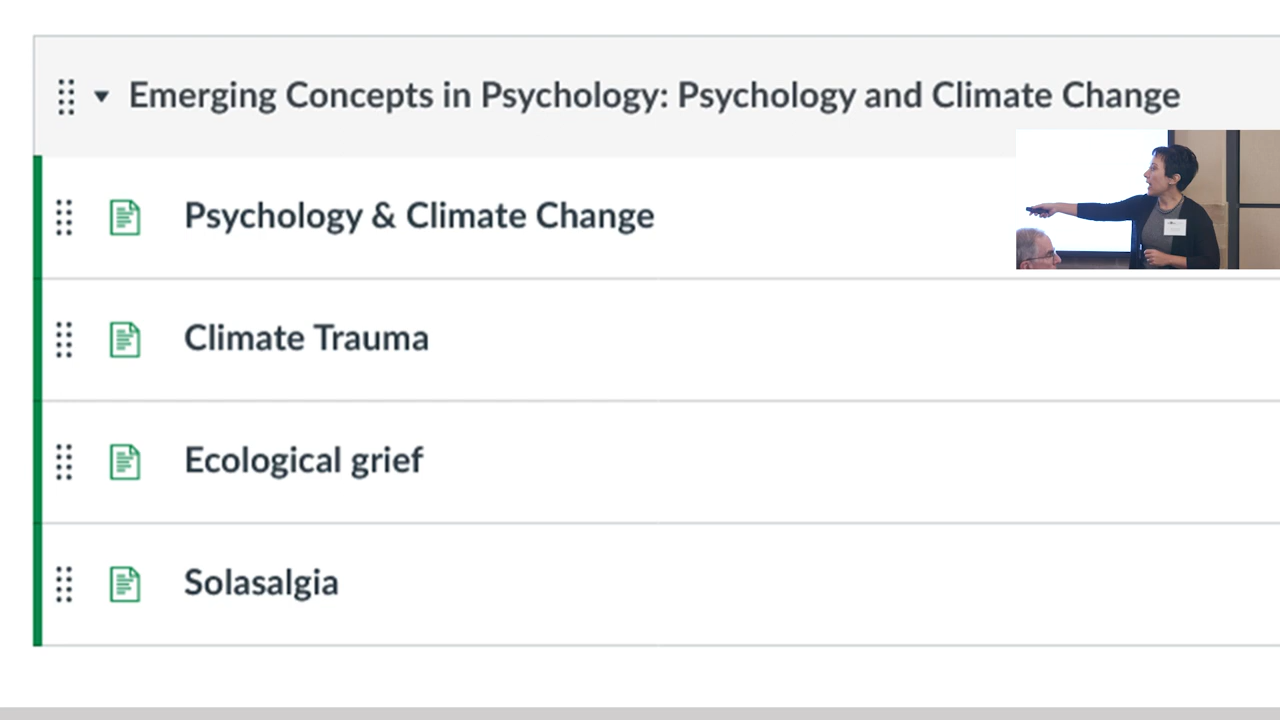 Emerging Concepts in Psychology: Psychology and Climate Change
Psychology & Climate Change
Climate Trauma
Ecological grief
Solasalgia